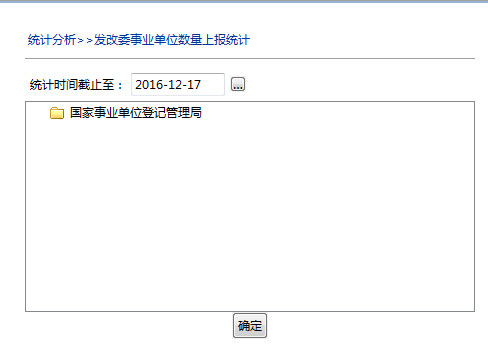 统计分析>>发改委事业单位数量上报统计
统计时间截止至： 2016-12-17 ...
国家事业单位登记管理局
确定